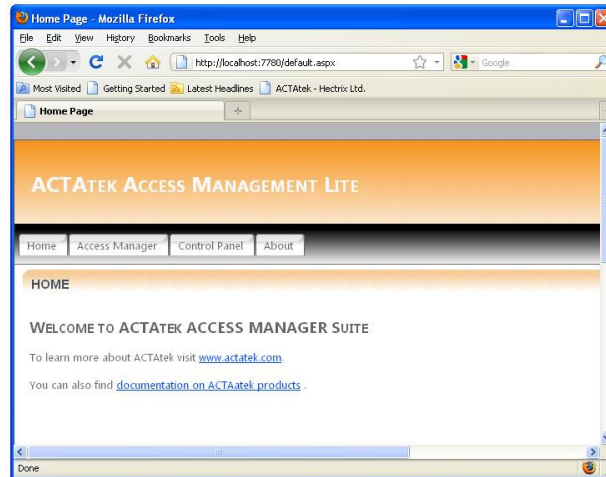 Home Page - Mozilla Firefox
File Edit View History Bookmarks Tools Help
http://localhost:7780/default.aspx
Google
Most Visited Getting Started Latest Headlines ACTAtek - Hectrix Ltd.
Home Page
ACTAtek Access Management Lite
Home Access Manager Control Panel About
HOME
Welcome to ACTAtek ACCESS MANAGER Suite
To learn more about ACTAtek visit www.actatek.com.
You can also find documentation on ACTAatek products .
Done